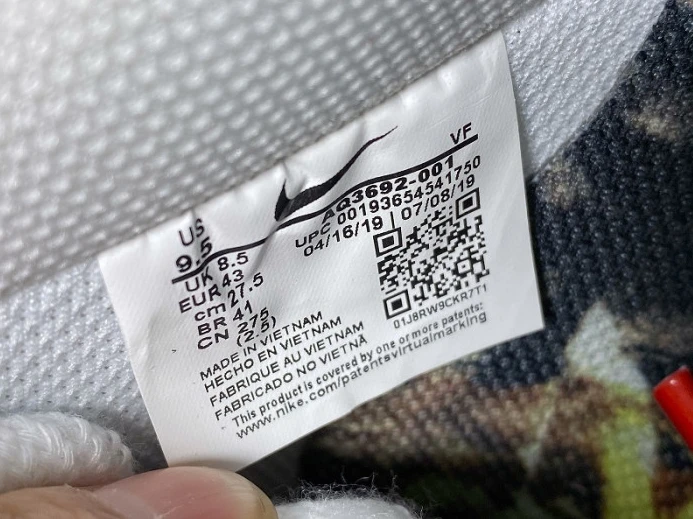 VF
US
9.5
UK 8.5
EUR 43
cm 27.5
BR 41
CN 275
(2.5)
AQ3692-001
UPC 00193654541750
04/16/19 | 07/08/19
01J8RW9CKR7T1
MADE IN VIETNAM
HECHO EN VIETNAM
FABRIQUE AU VIETNAM
FABRICADO NO VIETNÃ
This product is covered by one or more patents:
www.nike.com/patentsvirtualmarking